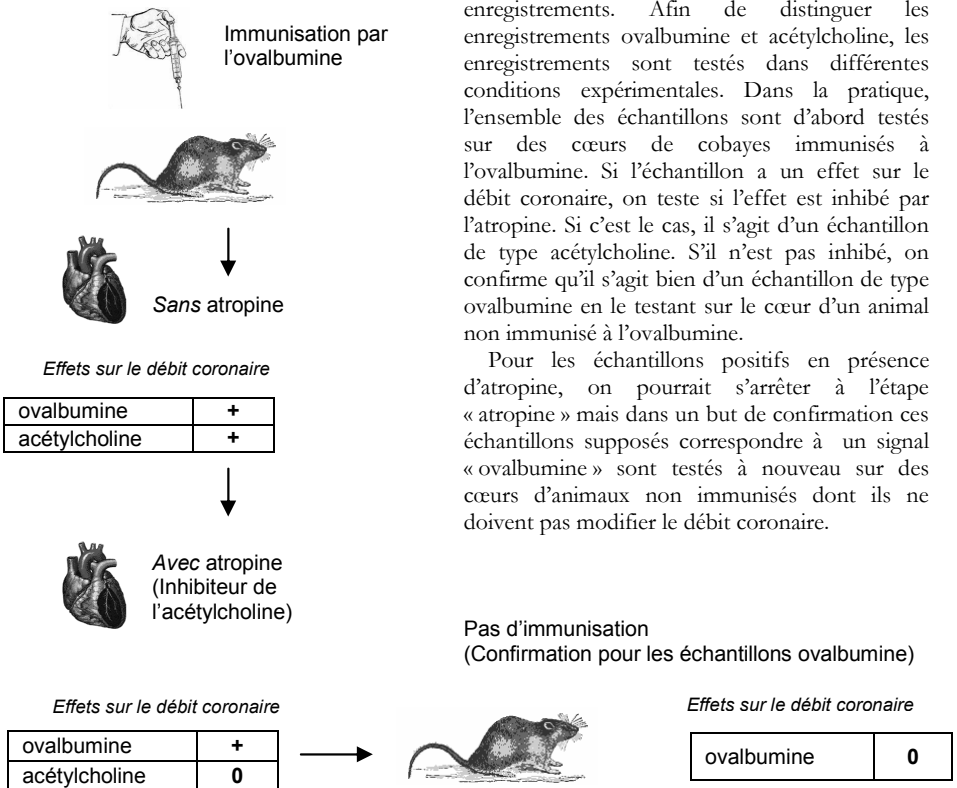 Immunisation par
l’ovalbumine
Sans atropine
Effets sur le débit coronaire
ovalbumine +
acétylcholine +
Avec atropine
(Inhibiteur de
l’acétylcholine)
Effets sur le débit coronaire
ovalbumine +
acétylcholine 0
enregistrements. Afin de distinguer les
enregistrements ovalbumine et acétylcholine, les
enregistrements sont testés dans différentes
conditions expérimentales. Dans la pratique,
l’ensemble des échantillons sont d’abord testés
sur des cœurs de cobayes immunisés à
l’ovalbumine. Si l’échantillon a un effet sur le
débit coronaire, on teste si l’effet est inhibé par
l’atropine. Si c’est le cas, il s’agit d’un échantillon
de type acétylcholine. S’il n’est pas inhibé, on
confirme qu’il s’agit bien d’un échantillon de type
ovalbumine en le testant sur le cœur d’un animal
non immunisé à l’ovalbumine.
Pour les échantillons positifs en présence
d’atropine, on pourrait s’arrêter à l’étape
« atropine » mais dans un but de confirmation ces
échantillons supposés correspondre à un signal
« ovalbumine » sont testés à nouveau sur des
cœurs d’animaux non immunisés dont ils ne
doivent pas modifier le débit coronaire.
Pas d’immunisation
(Confirmation pour les échantillons ovalbumine)
Effets sur le débit coronaire
ovalbumine 0